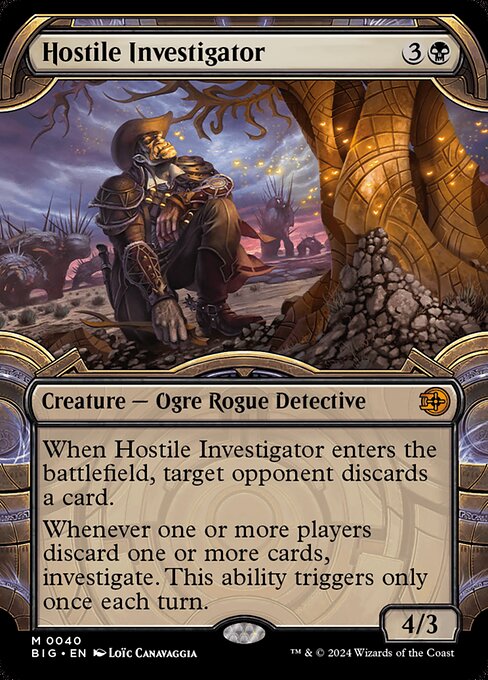 Hostile Investigator 3
Creature — Ogre Rogue Detective
When Hostile Investigator enters the
battlefield, target opponent discards
a card.
Whenever one or more players
discard one or more cards,
investigate. This ability triggers only
once each turn.
4/3
M 0040
BIG • EN Loïc Canavaggia
™ & © 2024 Wizards of the Coast